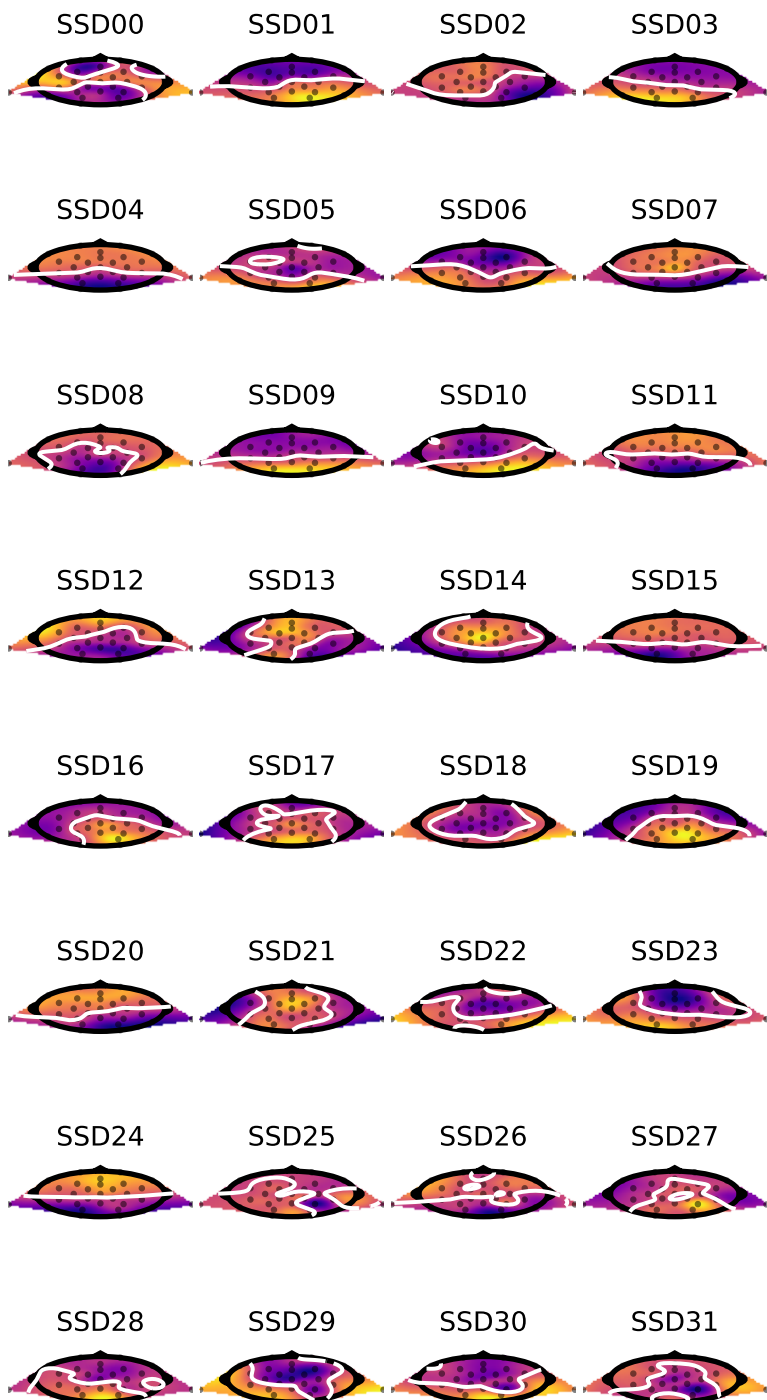 SSD00 SSD01 SSD02 SSD03
SSD04 SSD05 SSD06 SSD07
SSD08 SSD09 SSD10 SSD11
SSD12 SSD13 SSD14 SSD15
SSD16 SSD17 SSD18 SSD19
SSD20 SSD21 SSD22 SSD23
SSD24 SSD25 SSD26 SSD27
SSD28 SSD29 SSD30 SSD31